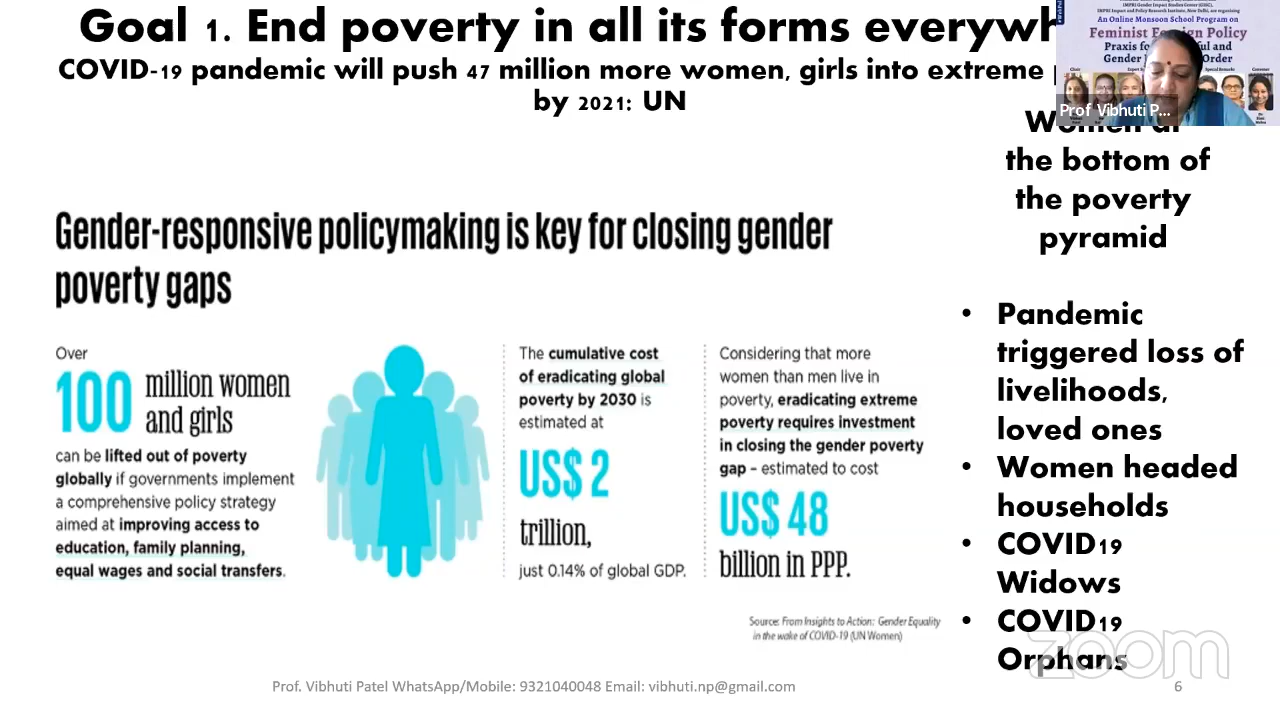 Goal 1. End poverty in all its forms
COVID-19 pandemic will push 47 million more women, girls into extreme
by 2021: UN
An Online Monsoon School Program on
Feminist Foreign Policy
Prof Vibhuti P...
Women at
the bottom of
the poverty
pyramid
Gender-responsive policymaking is key for closing gender
poverty gaps
Over
100 million women
and girls
can be lifted out of poverty
globally if governments implement
a comprehensive policy strategy
aimed at improving access to
education, family planning,
equal wages and social transfers.
The cumulative cost
of eradicating global
poverty by 2030 is
estimated at
US$ 2
trillion,
just 0.14% of global GDP.
Considering that more
women than men live in
poverty, eradicating extreme
poverty requires investment
in closing the gender poverty
gap – estimated to cost
US$ 48
billion in PPP.
Source: From Insights to Action: Gender Equality
in the wake of COVID-19 (UN Women)
• Pandemic
triggered loss of
livelihoods,
loved ones
• Women headed
households
• COVID19
Widows
• COVID19
Orphans
zoom
Prof. Vibhuti Patel WhatsApp/Mobile: 9321040048 Email: vibhuti.np@gmail.com
6